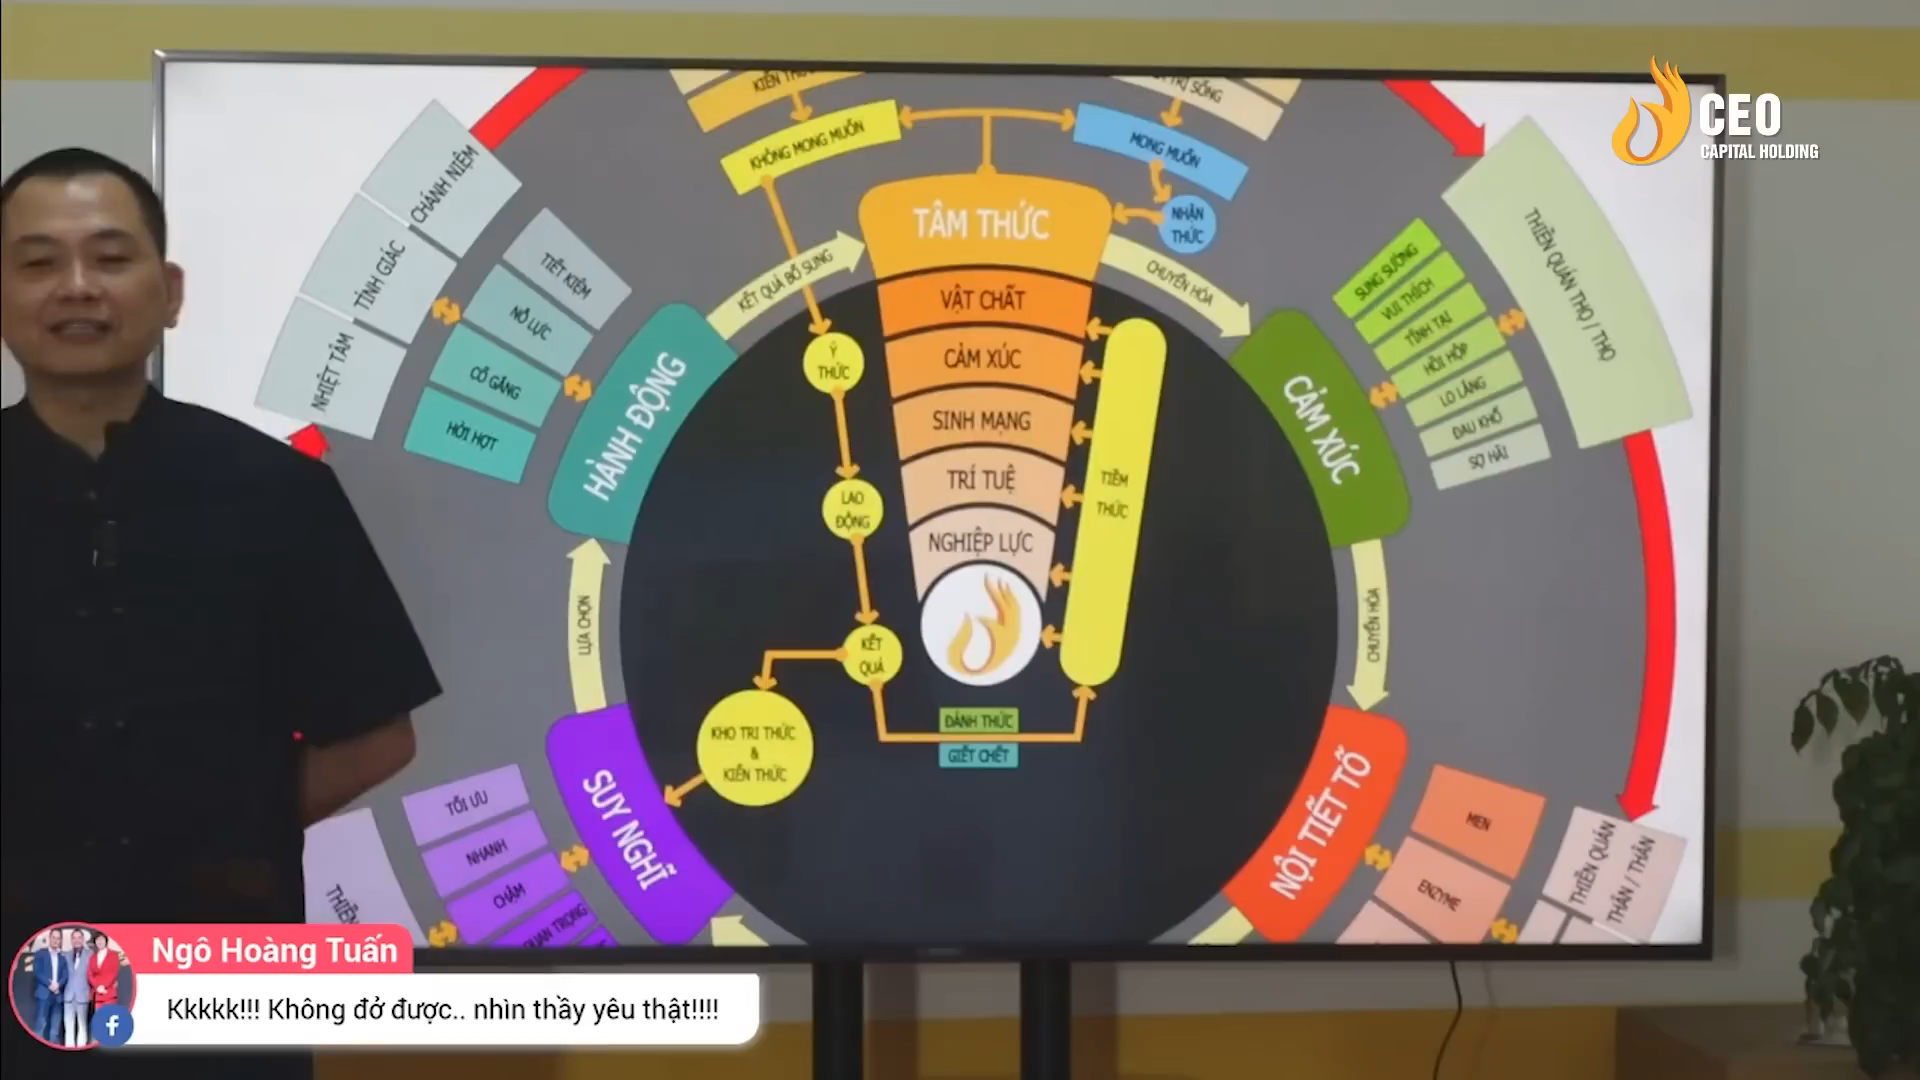 CEO
CAPITAL HOLDING
KHÔNG MONG MUỐN
MONG MUỐN
NHẬN
THỨC
TÂM THỨC
VẬT CHẤT
CẢM XÚC
SINH MẠNG
TRÍ TUỆ
NGHIỆP LỰC
KẾT QUẢ BỔ SUNG
CHUYỂN HÓA
CHÁNH NIỆM
TỈNH GIÁC
NHIỆT TÂM
TIẾT KIỆM
NỖ LỰC
CỐ GẮNG
HỜI HỢT
HÀNH ĐỘNG
Ý
THỨC
LAO
ĐỘNG
KẾT
QUẢ
TIỀM
THỨC
CẢM XÚC
SUNG SƯỚNG
VUI THÍCH
TĨNH TẠI
HỒI HỘP
LO LẮNG
ĐAU KHỔ
SỢ HÃI
THIỀN QUÁN THỌ / THỌ
LỰA CHỌN
CHUYỂN HÓA
KHO TRI THỨC
&
KIẾN THỨC
ĐÁNH THỨC
GIẾT CHẾT
SUY NGHĨ
TỐI ƯU
NHANH
CHẬM
NỘI TIẾT TỐ
MEN
ENZYME
THIỀN QUÁN
THÂN / THÂN
Ngô Hoàng Tuấn
Kkkkk!!! Không đở được.. nhìn thầy yêu thật!!!!